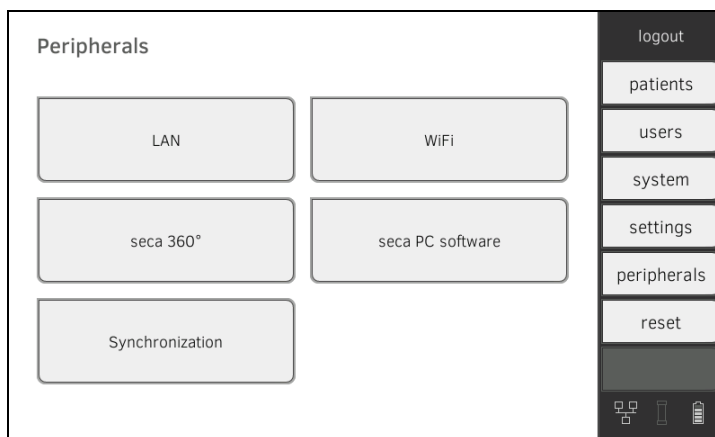 Peripherals
LAN
WiFi
seca 360°
seca PC software
Synchronization
logout
patients
users
system
settings
peripherals
reset